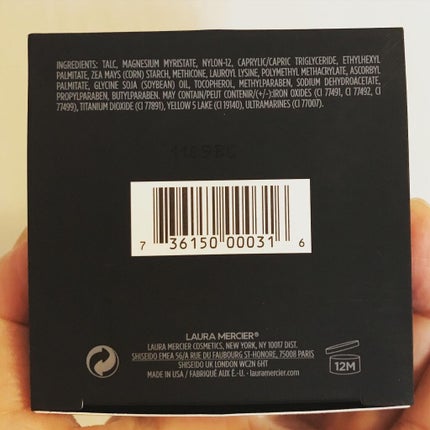 INGREDIENTS: TALC, MAGNESIUM MYRISTATE, NYLON-12, CAPRYLIC/CAPRIC TRIGLYCERIDE, ETHYLHEXYL
PALMITATE, ZEA MAYS (CORN) STARCH, METHICONE, LAUROYL LYSINE, POLYMETHYL METHACRYLATE, ASCORBYL
PALMITATE, GLYCINE SOJA (SOYBEAN) OIL, TOCOPHEROL, METHYLPARABEN, SODIUM DEHYDROACETATE,
PROPYLPARABEN, BUTYLPARABEN. MAY CONTAIN/PEUT CONTENIR/(+/-):IRON OXIDES (CI 77491, CI 77492, CI
77499), TITANIUM DIOXIDE (CI 77891), YELLOW 5 LAKE (CI 19140), ULTRAMARINES (CI 77007).
7 36150 00031 6
LAURA MERCIER®
LAURA MERCIER COSMETICS, NEW YORK, NY 10017 DIST.
SHISEIDO EMEA 56/A RUE DU FAUBOURG ST-HONORE, 75008 PARIS
SHISEIDO UK LONDON WC2N 6HT
MADE IN USA / FABRIQUÉ AUX É.-U. · lauramercier.com
12M